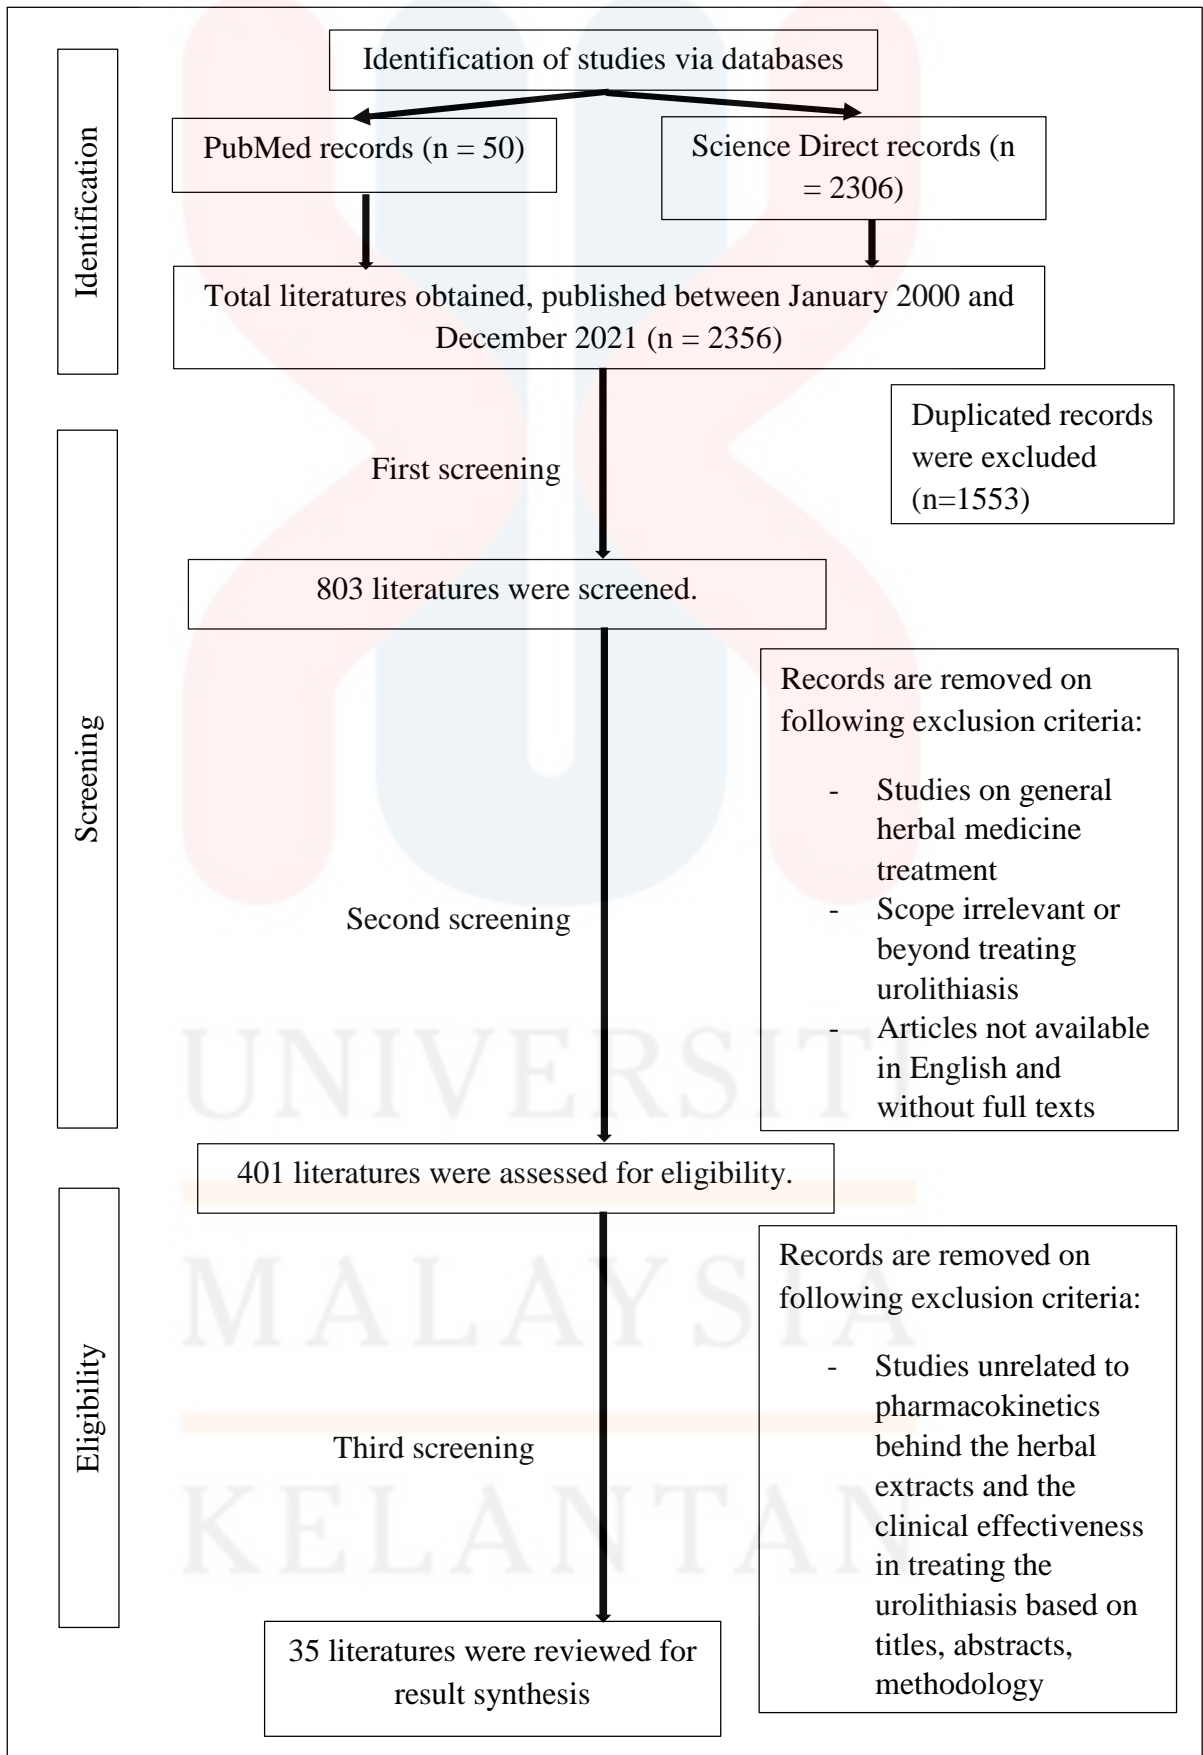 Identification of studies via databases
Identification
PubMed records (n = 50)
Science Direct records (n
= 2306)
Total literatures obtained, published between January 2000 and
December 2021 (n = 2356)
Duplicated records
were excluded
(n=1553)
First screening
803 literatures were screened.
Screening
Records are removed on
following exclusion criteria:
- Studies on general
herbal medicine
treatment
- Scope irrelevant or
beyond treating
urolithiasis
- Articles not available
in English and
without full texts
Second screening
401 literatures were assessed for eligibility.
Eligibility
Records are removed on
following exclusion criteria:
- Studies unrelated to
pharmacokinetics
behind the herbal
extracts and the
clinical effectiveness
in treating the
urolithiasis based on
titles, abstracts,
methodology
Third screening
35 literatures were reviewed for
result synthesis
UNIVERSITI
MALAYSIA
KELANTAN